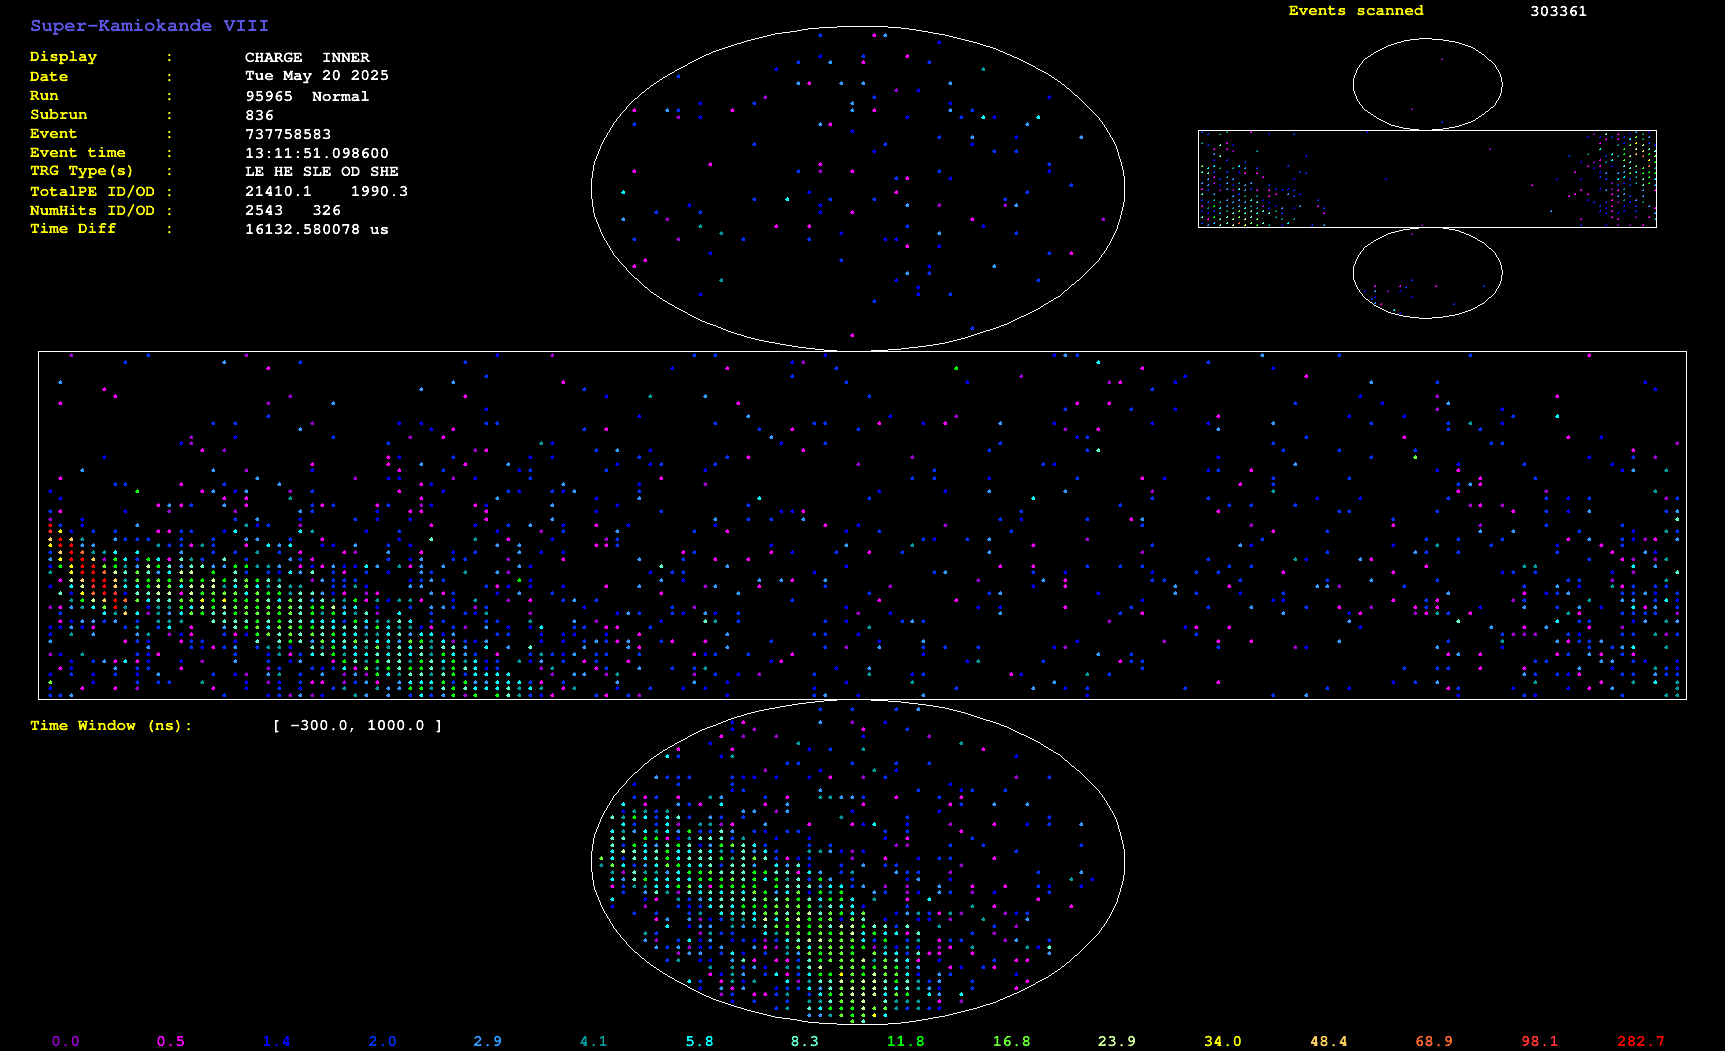 Super-Kamiokande VIII
Display : CHARGE INNER
Date : Tue May 20 2025
Run : 95965 Normal
Subrun : 836
Event : 737758583
Event time : 13:11:51.098600
TRG Type(s) : LE HE SLE OD SHE
TotalPE ID/OD : 21410.1 1990.3
NumHits ID/OD : 2543 326
Time Diff : 16132.580078 us
Events scanned 303361
Time Window (ns): [ -300.0, 1000.0 ]
0.0 0.5 1.4 2.0 2.9 4.1 5.8 8.3 11.8 16.8 23.9 34.0 48.4 68.9 98.1 282.7